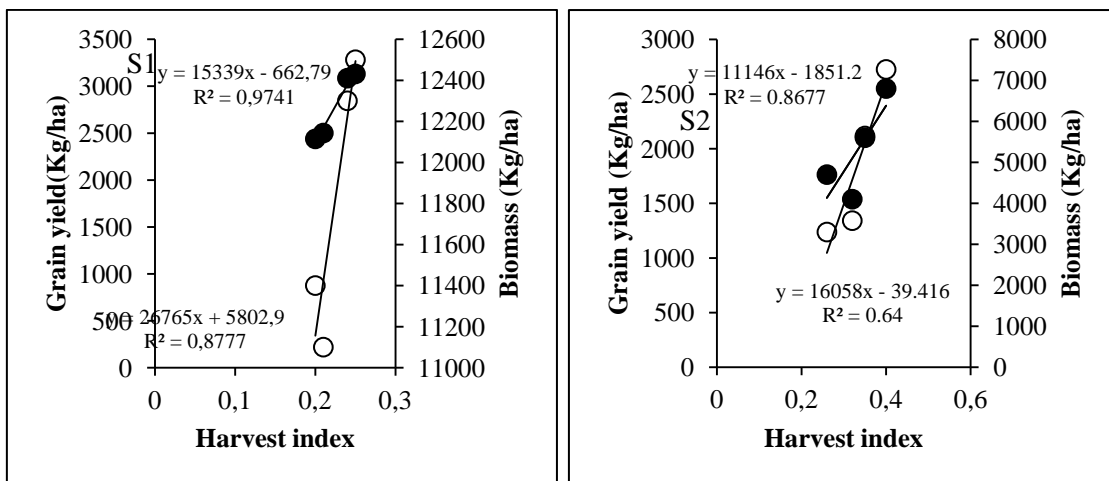 S1
y = 15339x - 662,79
R² = 0,9741
y = 26765x + 5802,9
R² = 0,8777
Grain yield(Kg/ha)
3500
3000
2500
2000
1500
1000
500
0
12600
12400
12200
12000
11800
11600
11400
11200
11000
Biomass (Kg/ha)
0
0,1
0,2
0,3
Harvest index
S2
y = 11146x - 1851.2
R² = 0.8677
y = 16058x - 39.416
R² = 0.64
Grain yield (Kg/ha)
3000
2500
2000
1500
1000
500
0
8000
7000
6000
5000
4000
3000
2000
1000
0
Biomass (Kg/ha)
0
0,2
0,4
0,6
Harvest index